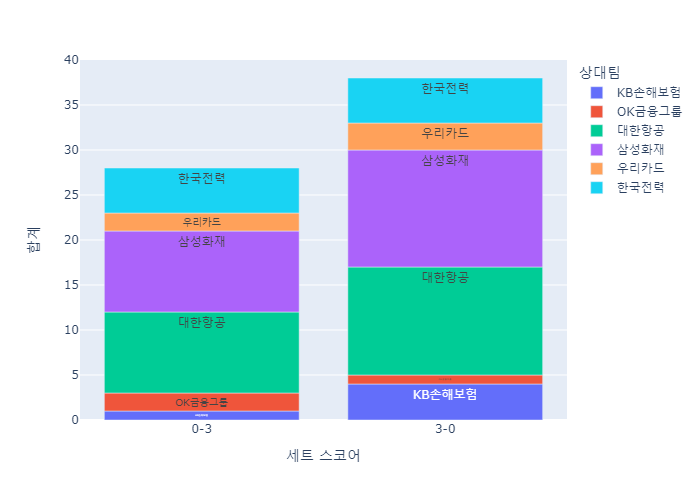 40
35
30
25
20
15
10
5
0
합계
한국전력
우리카드
삼성화재
대한항공
OK금융그룹
한국전력
우리카드
삼성화재
대한항공
KB손해보험
0-3
3-0
세트 스코어
상대팀
KB손해보험
OK금융그룹
대한항공
삼성화재
우리카드
한국전력